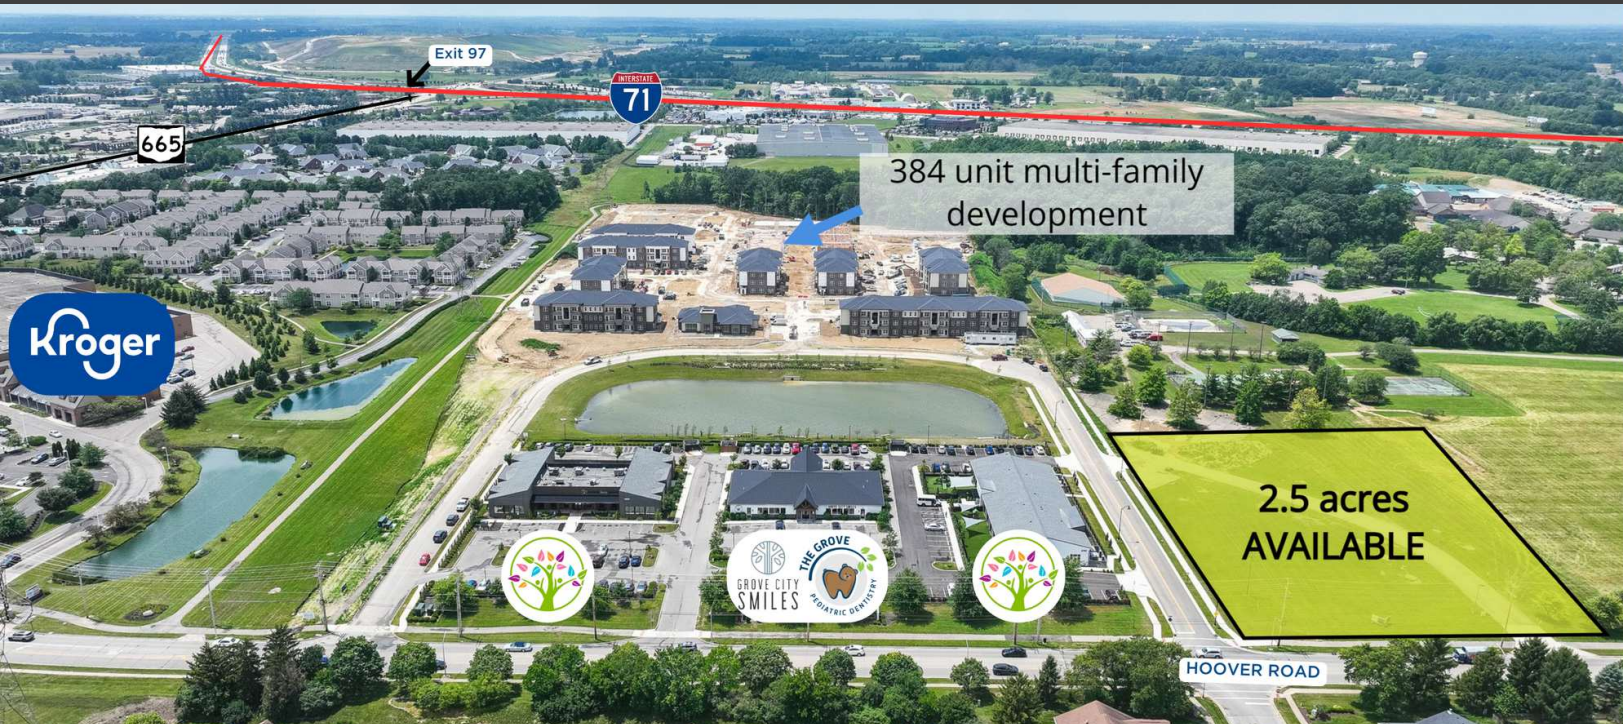 Exit 97
INTERSTATE
71
665
384 unit multi-family
development
Kroger
2.5 acres
AVAILABLE
GROVE CITY
SMILES
THE GROVE
PEDIATRIC DENTISTRY
HOOVER ROAD